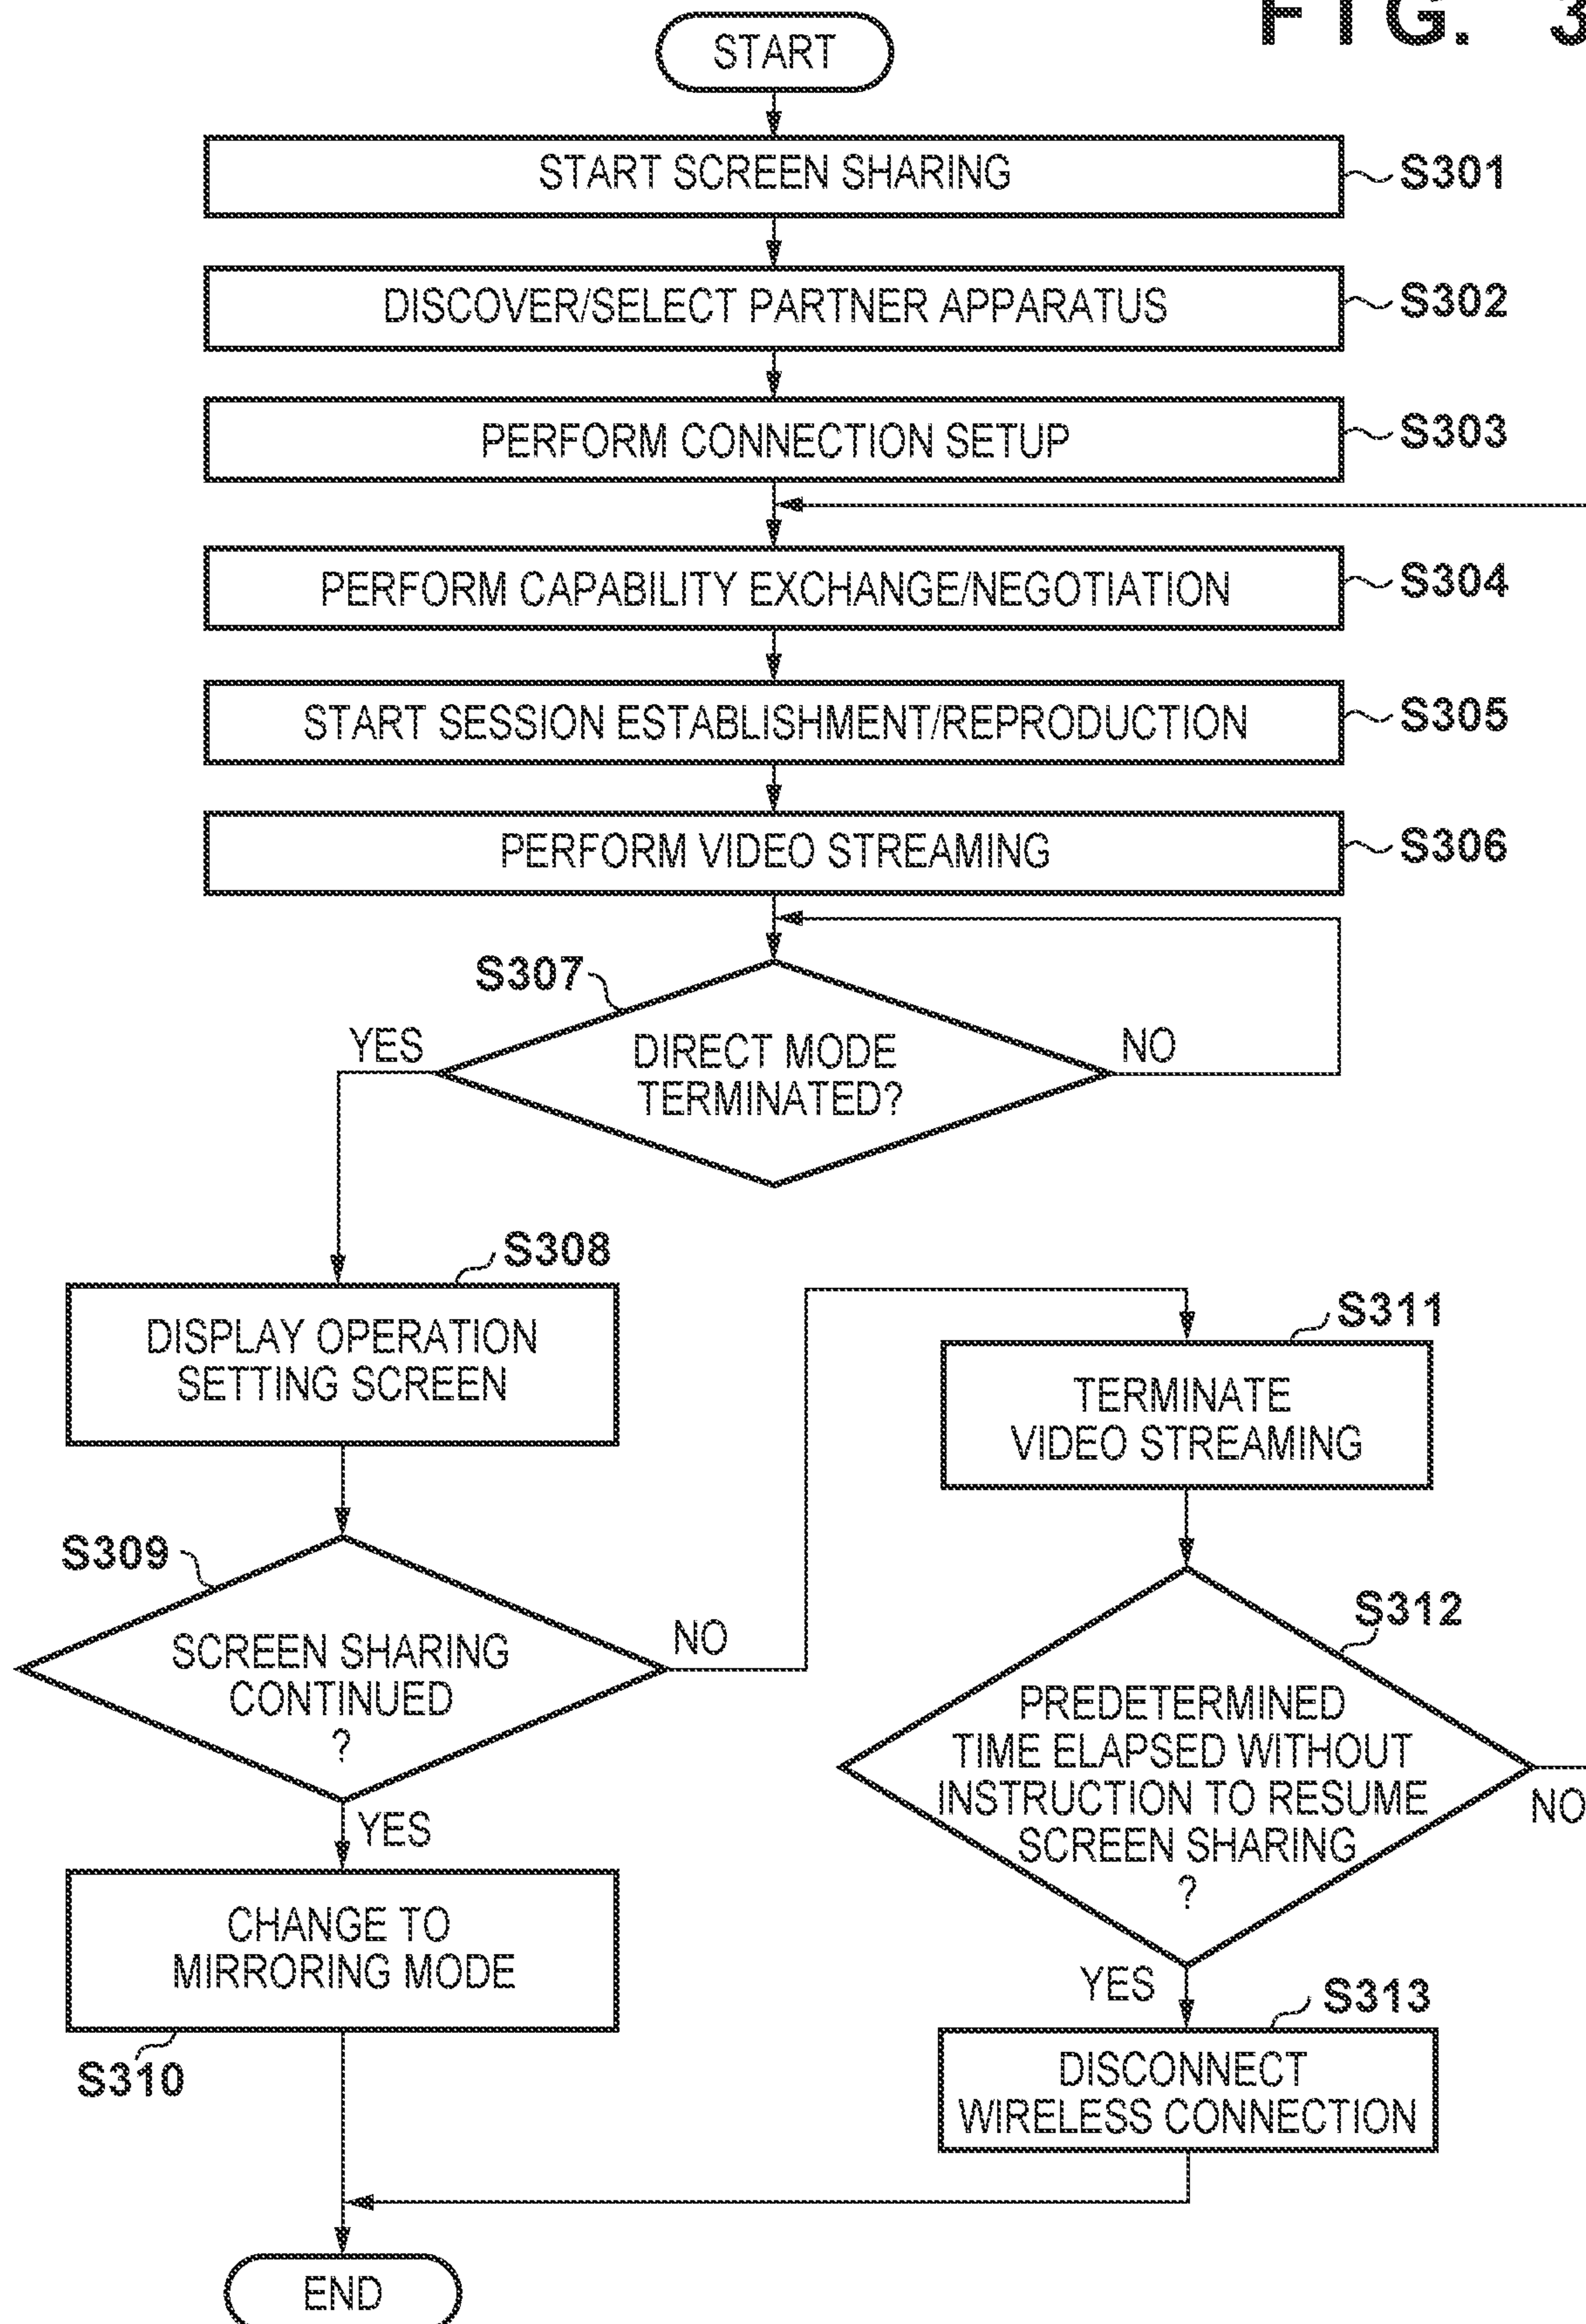 FIG. 3
START
START SCREEN SHARING
S301
DISCOVER/SELECT PARTNER APPARATUS
S302
PERFORM CONNECTION SETUP
S303
PERFORM CAPABILITY EXCHANGE/NEGOTIATION
S304
START SESSION ESTABLISHMENT/REPRODUCTION
S305
PERFORM VIDEO STREAMING
S306
S307
YES
DIRECT MODE
TERMINATED?
NO
S308
DISPLAY OPERATION
SETTING SCREEN
S309
SCREEN SHARING
CONTINUED
?
NO
YES
CHANGE TO
MIRRORING MODE
S310
S311
TERMINATE
VIDEO STREAMING
S312
PREDETERMINED
TIME ELAPSED WITHOUT
INSTRUCTION TO RESUME
SCREEN SHARING
?
NO
YES
S313
DISCONNECT
WIRELESS CONNECTION
END